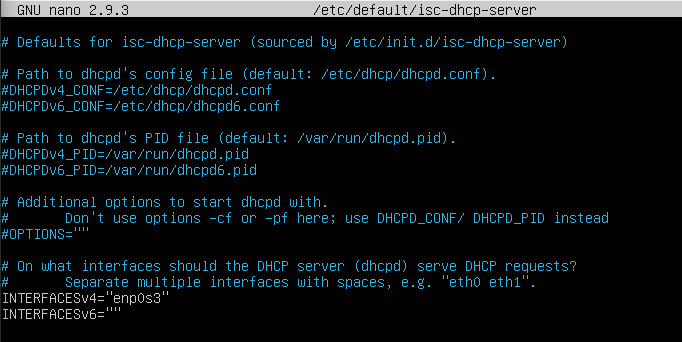 GNU nano 2.9.3 /etc/default/isc-dhcp-server
# Defaults for isc-dhcp-server (sourced by /etc/init.d/isc-dhcp-server)
# Path to dhcpd's config file (default: /etc/dhcp/dhcpd.conf).
#DHCPDv4_CONF=/etc/dhcp/dhcpd.conf
#DHCPDv6_CONF=/etc/dhcp/dhcpd6.conf
# Path to dhcpd's PID file (default: /var/run/dhcpd.pid).
#DHCPDv4_PID=/var/run/dhcpd.pid
#DHCPDv6_PID=/var/run/dhcpd6.pid
# Additional options to start dhcpd with.
#       Don't use options -cf or -pf here; use DHCPD_CONF/ DHCPD_PID instead
#OPTIONS=""
# On what interfaces should the DHCP server (dhcpd) serve DHCP requests?
#       Separate multiple interfaces with spaces, e.g. "eth0 eth1".
INTERFACESv4="enp0s3"
INTERFACESv6=""